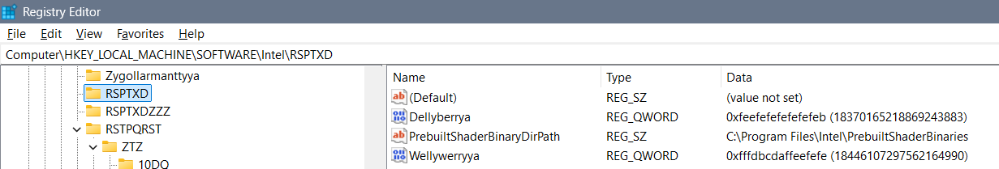 Registry Editor
File Edit View Favorites Help
Computer\HKEY_LOCAL_MACHINE\SOFTWARE\Intel\RSPTXD
Zygollarmanttyya
RSPTXD
RSPTXDZZZ
RSTPQRST
ZTZ
10DQ
Name Type Data
(Default) REG_SZ (value not set)
Dellyberrya REG_QWORD 0xfeefefefefefefeb (18370165218869243883)
PrebuiltShaderBinaryDirPath REG_SZ C:\Program Files\Intel\PrebuiltShaderBinaries
Wellywerryya REG_QWORD 0xfffdbcdaffeefefe (18446107297562164990)